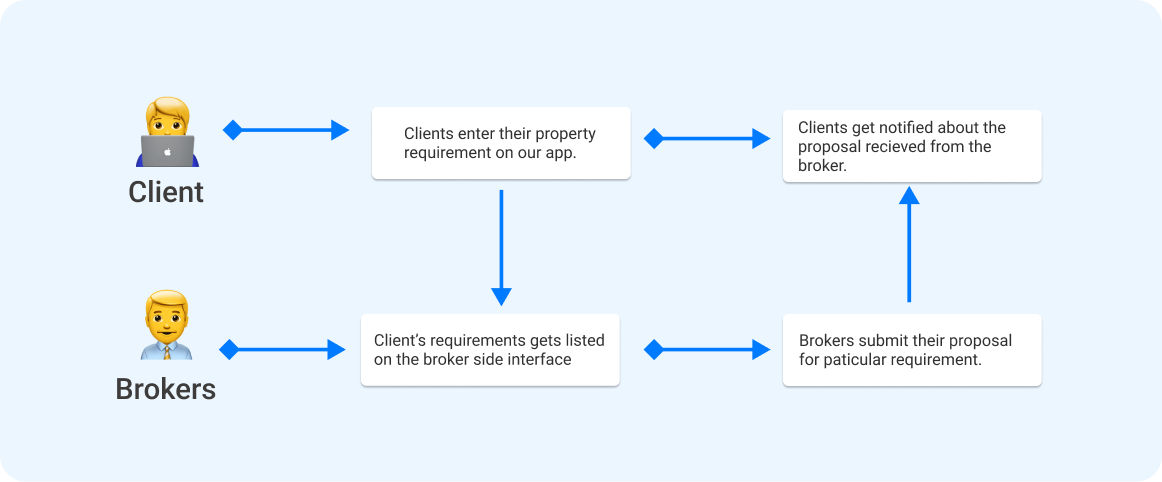 Clients enter their property
requirement on our app.
Clients get notified about the
proposal recieved from the
broker.
Client
Client’s requirements gets listed
on the broker side interface
Brokers submit their proposal
for paticular requirement.
Brokers